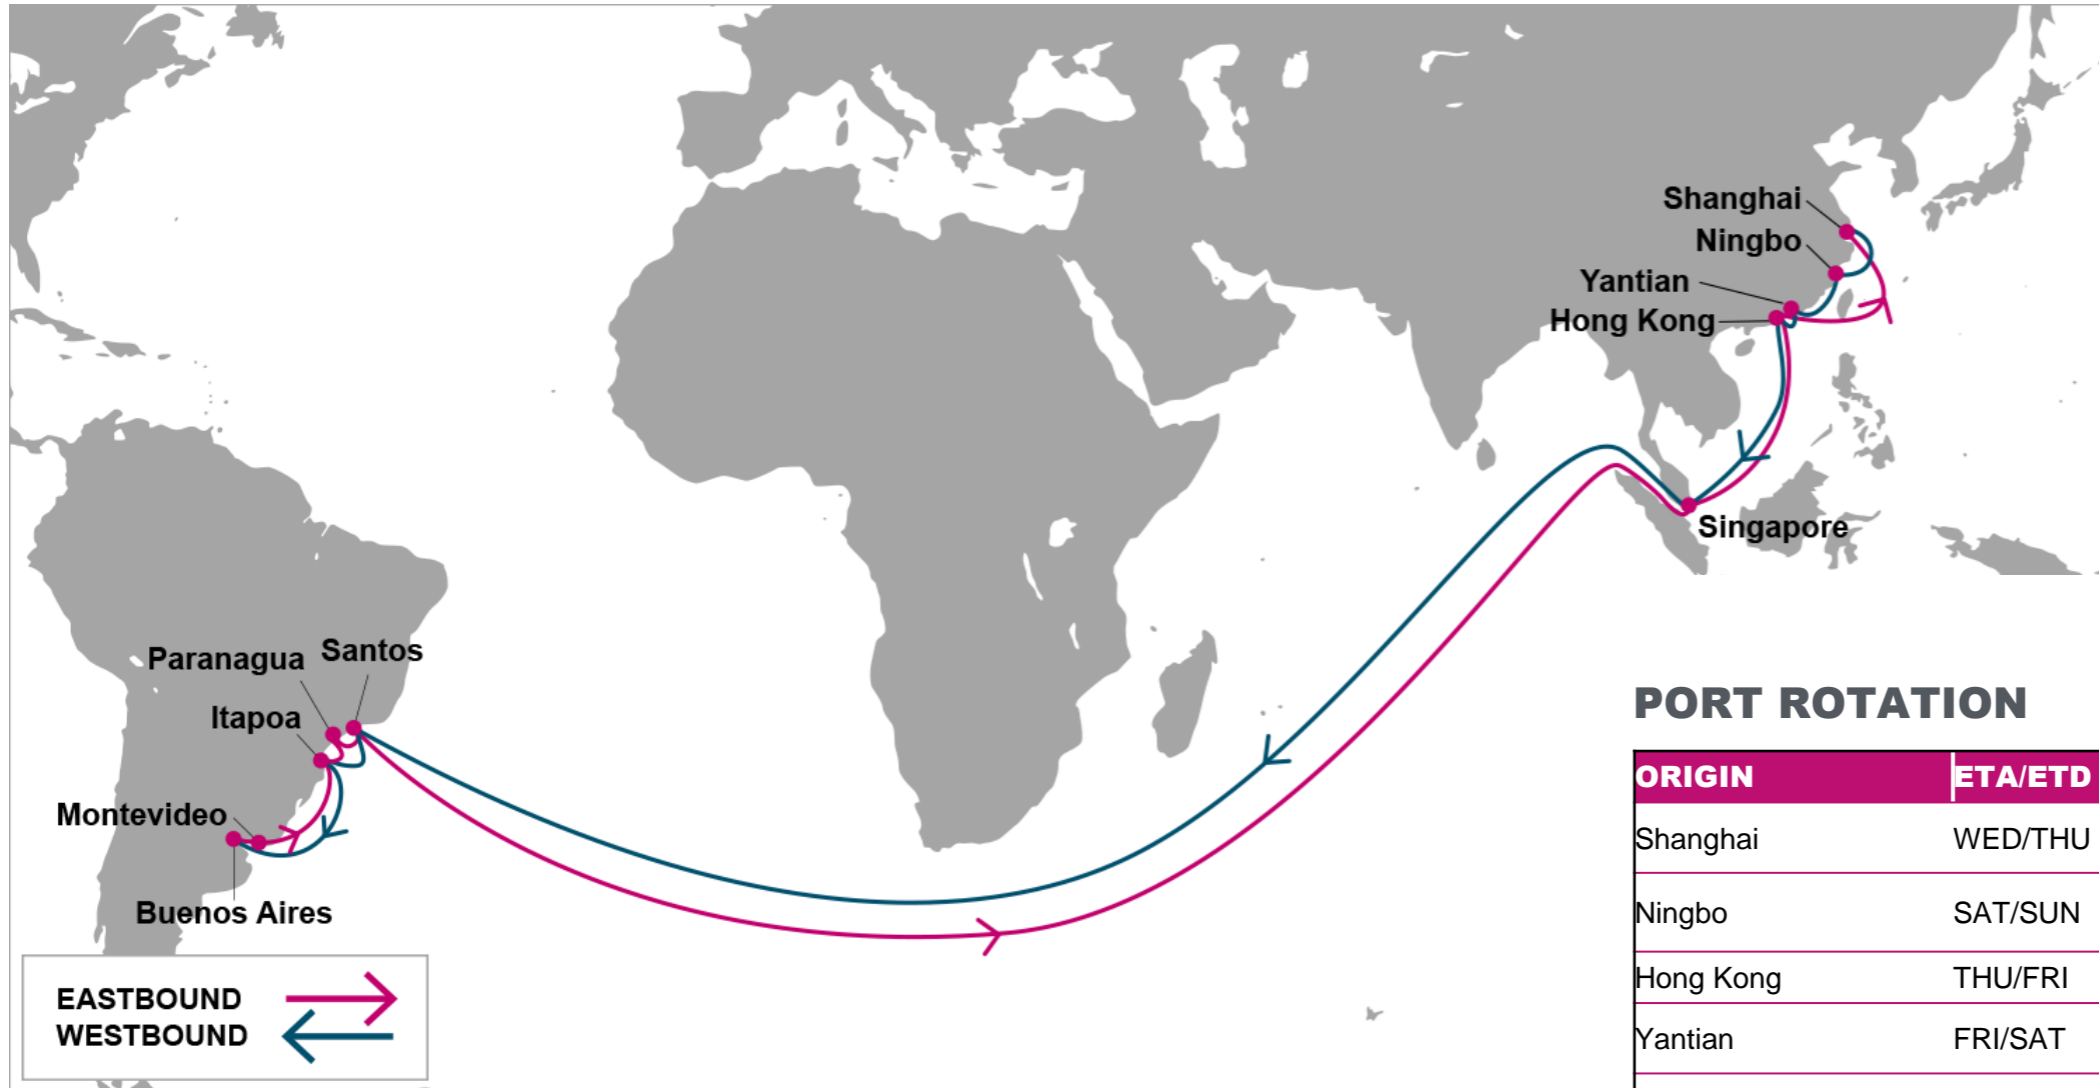 Shanghai
Ningbo
Yantian
Hong Kong
Singapore
Paranagua
Santos
Itapoa
Montevideo
Buenos Aires
EASTBOUND
WESTBOUND
PORT ROTATION
ORIGIN ETA/ETD
Shanghai WED/THU
Ningbo SAT/SUN
Hong Kong THU/FRI
Yantian FRI/SAT